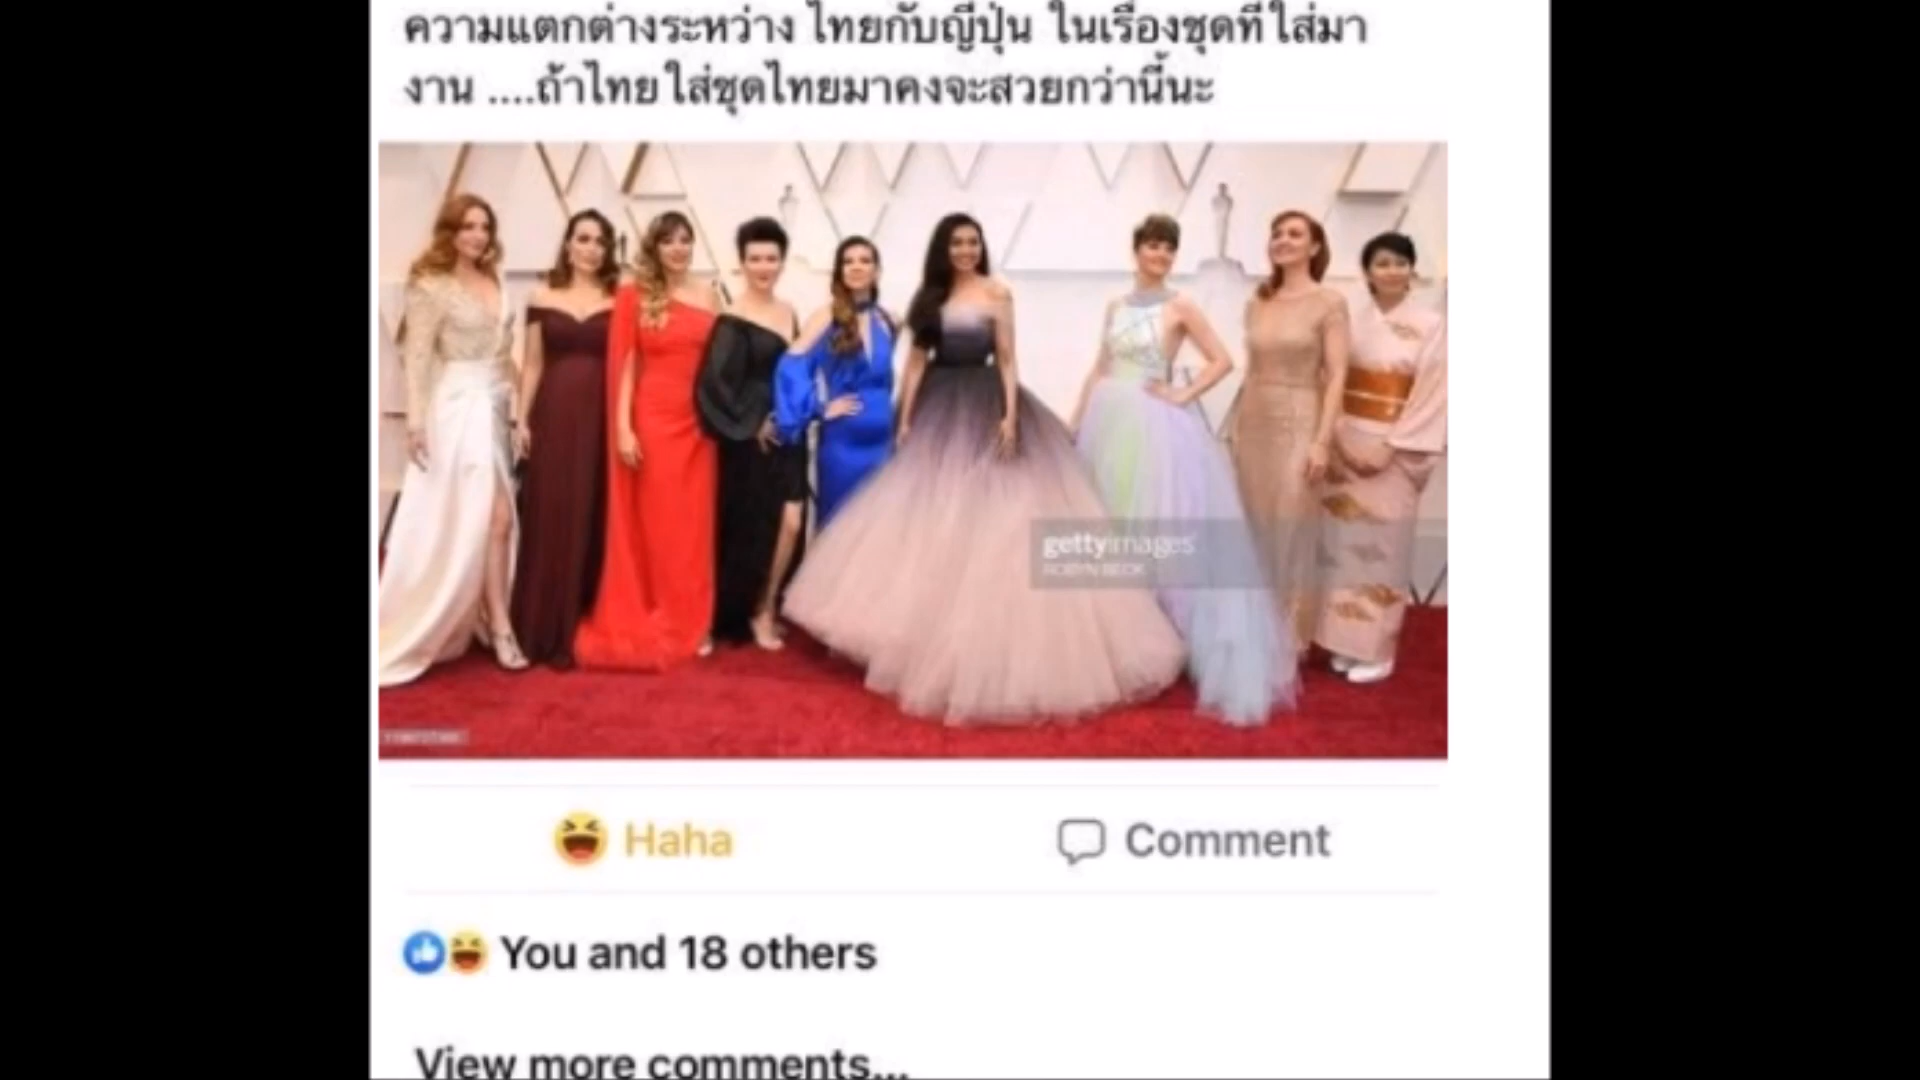 ความแตกต่างระหว่าง ไทยกับญี่ปุ่น ในเรื่องชุดที่ใส่มา
งาน ....ถ้าไทยใส่ชุดไทยมาคงจะสวยกว่านี้นะ
gettyimages
ROBYN BECK
Haha
Comment
You and 18 others
View more comments...